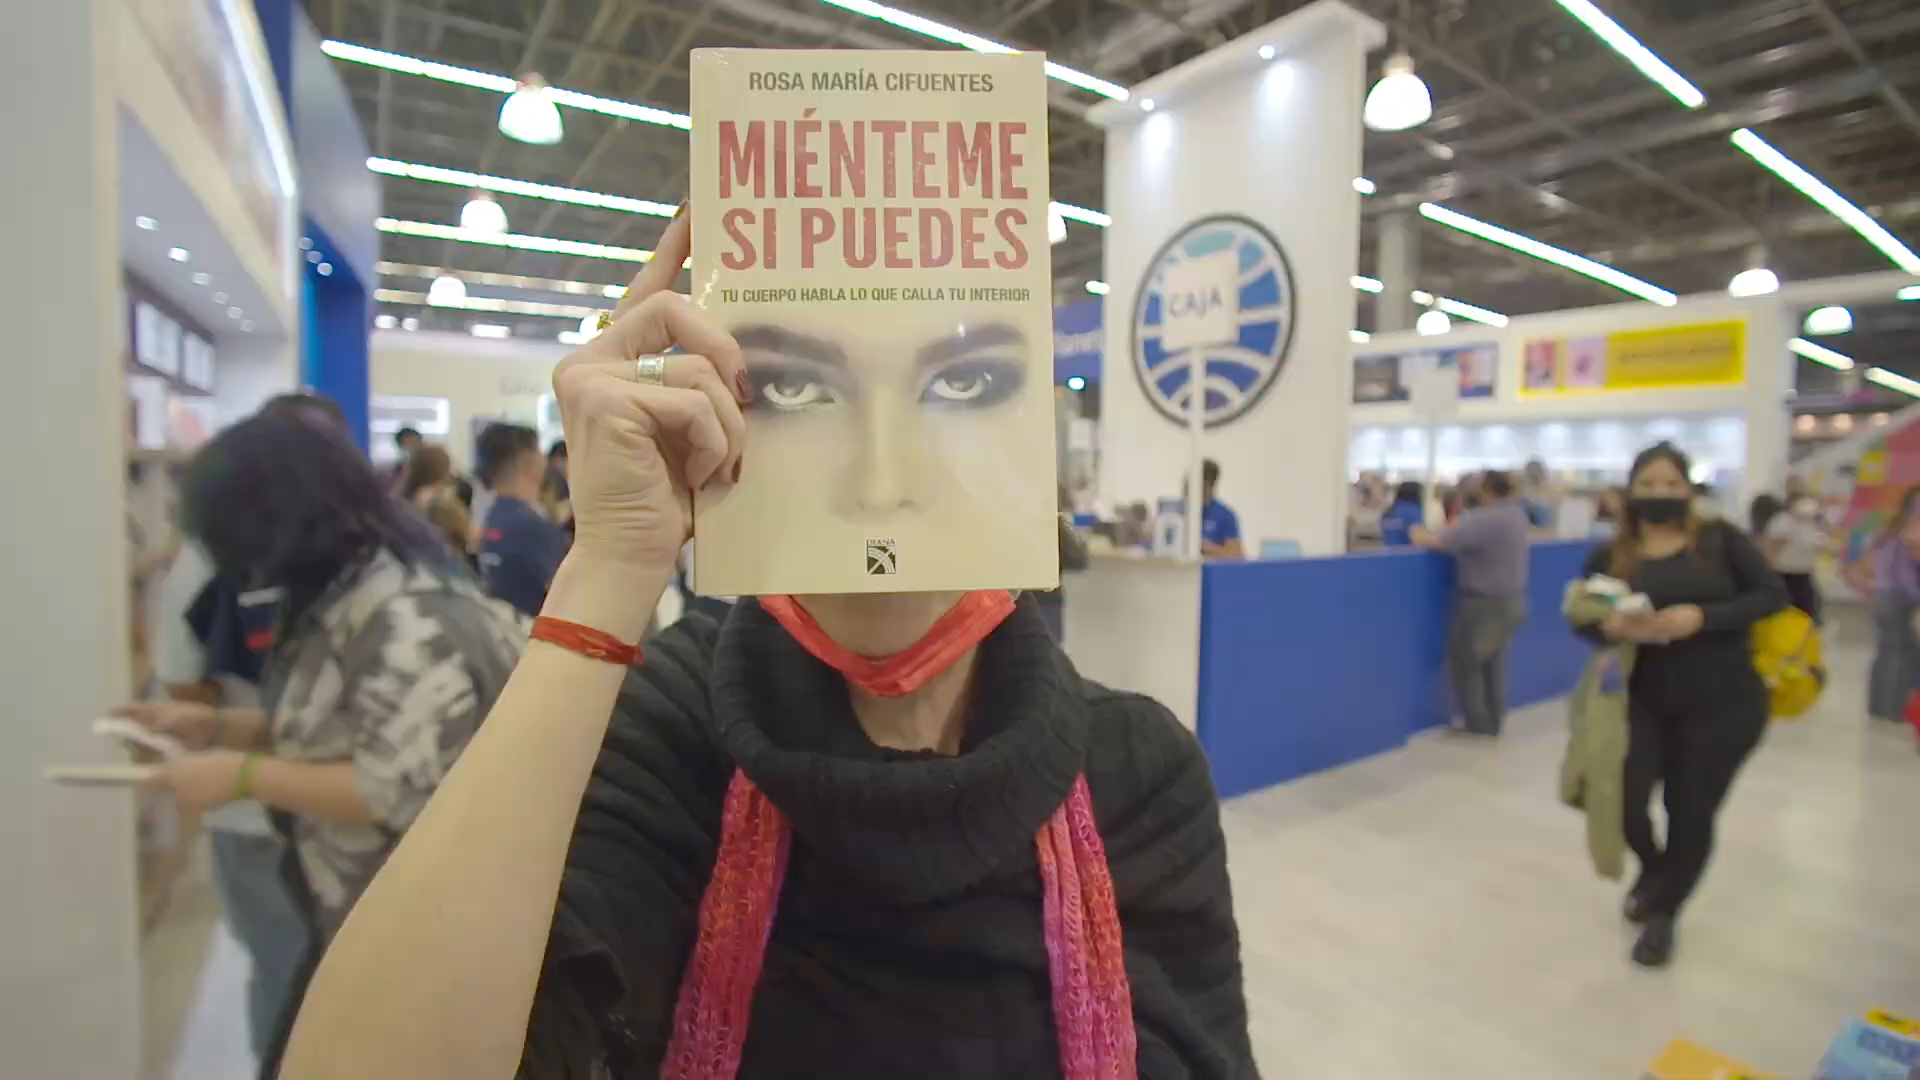 ROSA MARÍA CIFUENTES
MIÉNTEME
SI PUEDES
TU CUERPO HABLA LO QUE CALLA TU INTERIOR
DIANA
CAJA